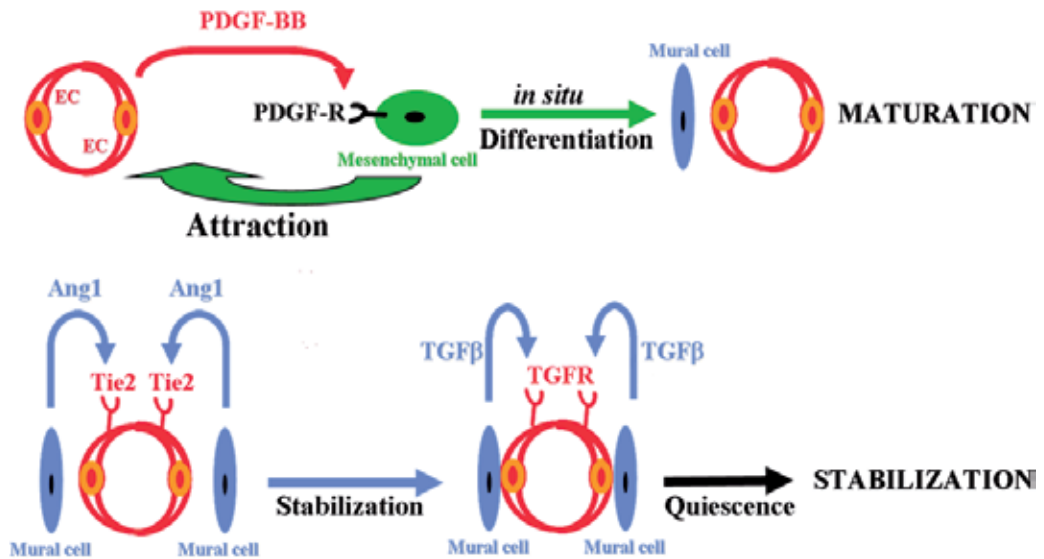 PDGF-BB
EC
EC
PDGF-R
Mesenchymal cell
Attraction
in situ
Differentiation
Mural cell
MATURATION
Ang1
Ang1
Tie2
Tie2
Mural cell
Mural cell
Stabilization
TGFβ
TGFβ
TGFR
Mural cell
Mural cell
Quiescence
STABILIZATION